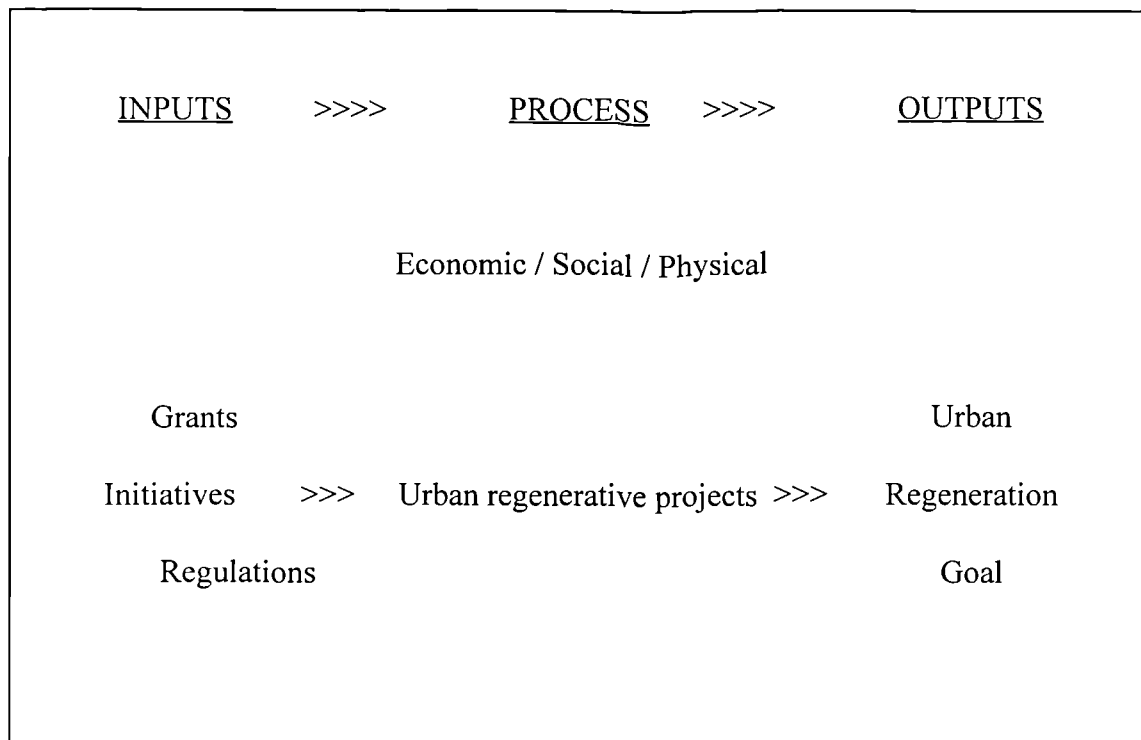 INPUTS >>>> PROCESS >>>> OUTPUTS
Economic / Social / Physical
Grants Urban
Initiatives >>> Urban regenerative projects >>> Regeneration
Regulations Goal